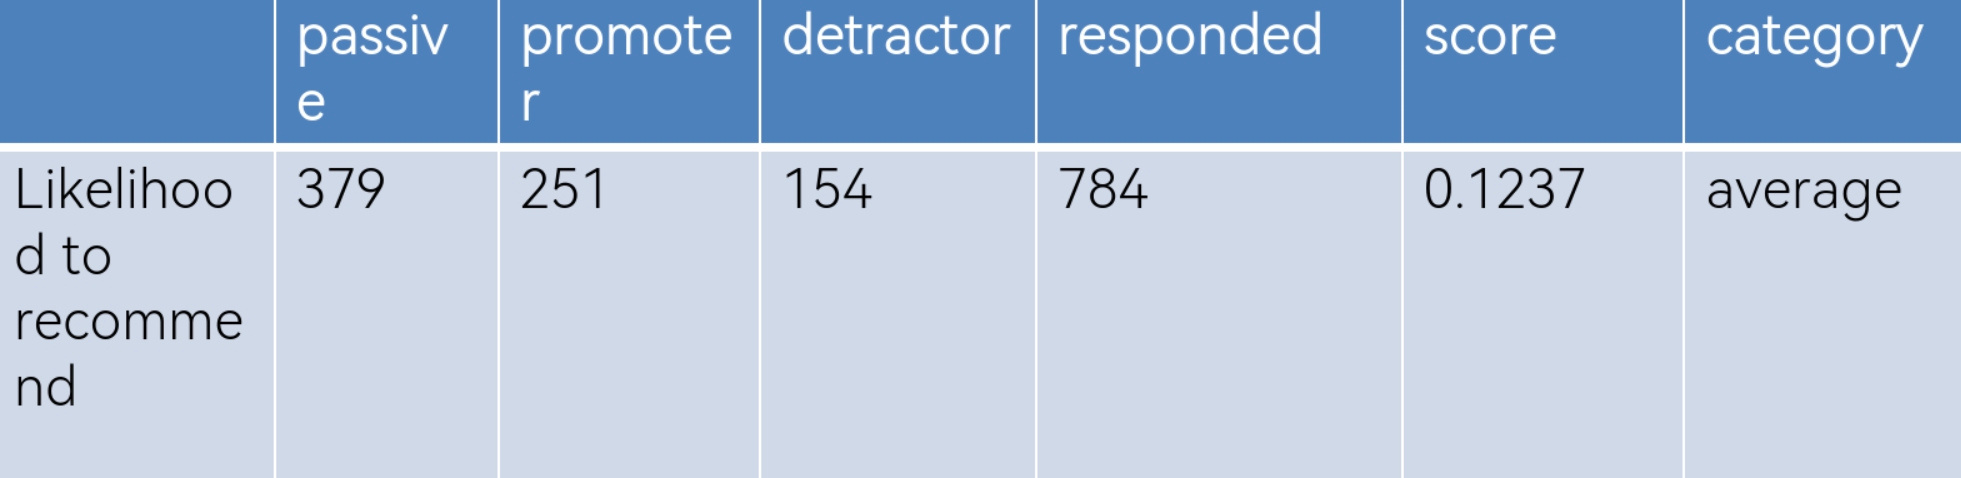 passiv
e
promote
r
detractor
responded
score
category
Likelihoo
d to
recomme
nd
379
251
154
784
0.1237
average